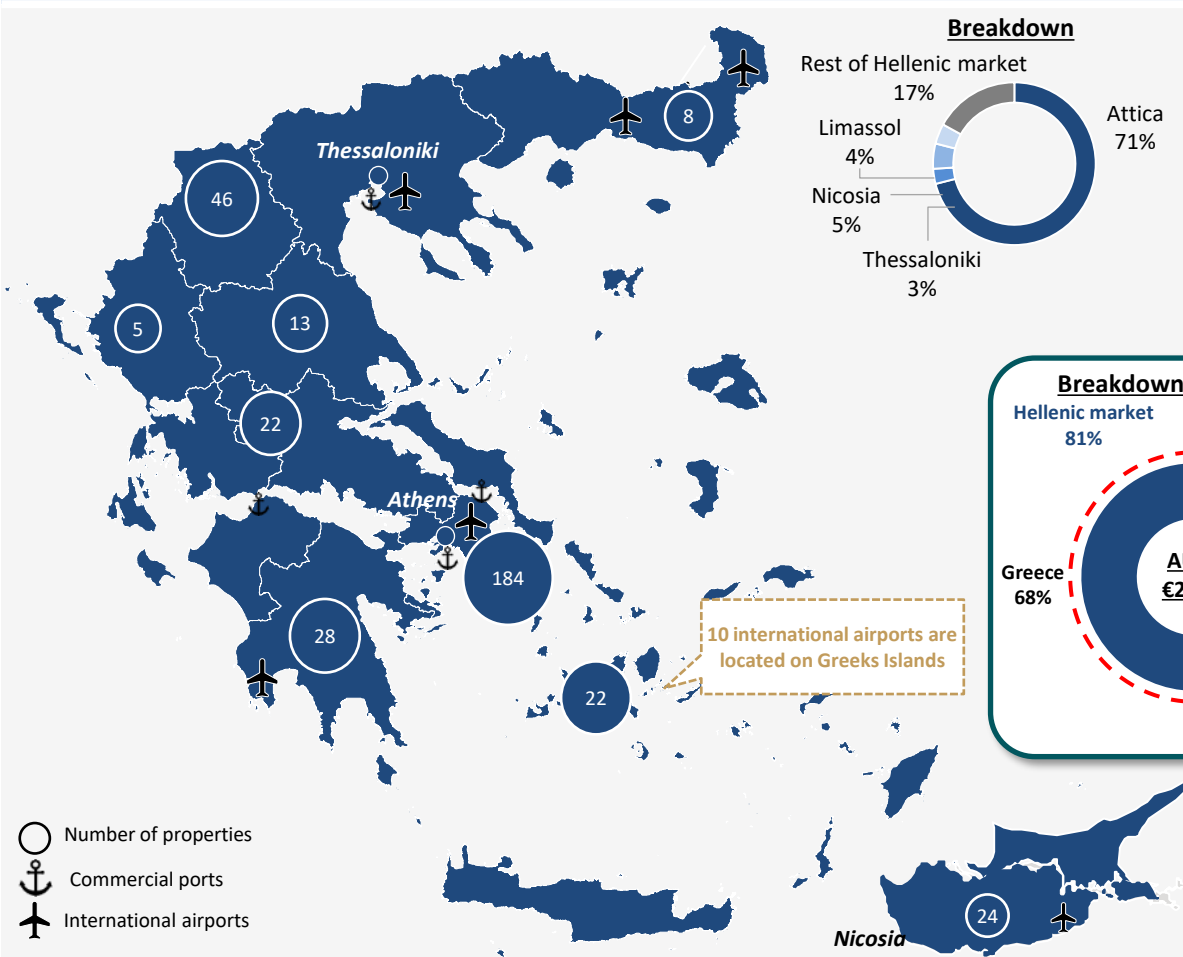 Breakdown
Rest of Hellenic market
17%
Attica
71%
Limassol
4%
Nicosia
5%
Thessaloniki
3%
8
Thessaloniki
46
5
13
22
Athens
184
28
22
10 international airports are
located on Greeks Islands
Breakdown
Hellenic market
81%
Greece
68%
€2
Number of properties
Commercial ports
International airports
24
Nicosia